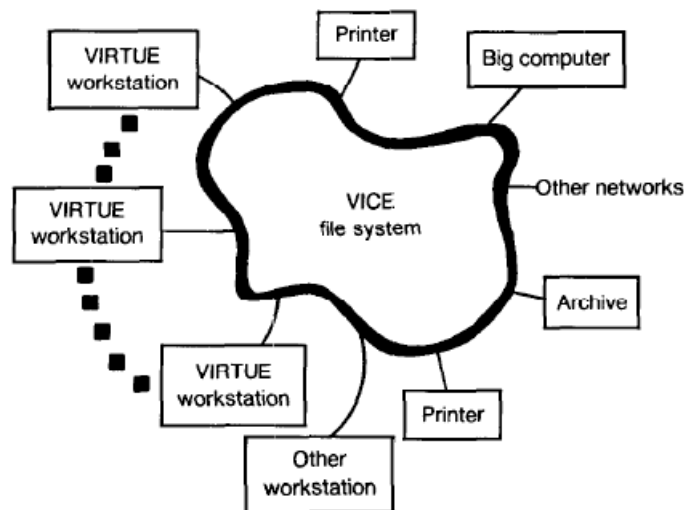 VIRTUE
workstation
Printer
Big computer
VIRTUE
workstation
VICE
file system
Other networks
Archive
VIRTUE
workstation
Printer
Other
workstation